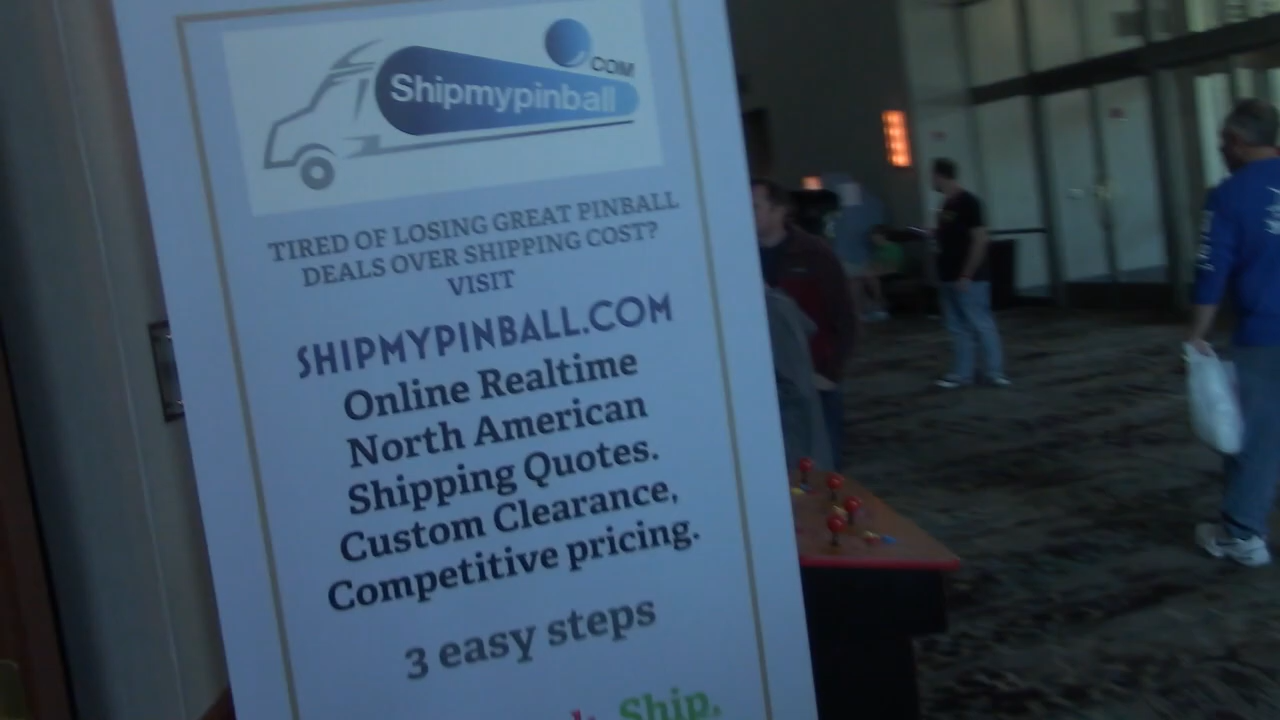 COM
Shipmypinball
TIRED OF LOSING GREAT PINBALL
DEALS OVER SHIPPING COST?
VISIT
SHIPMYPINBALL.COM
Online Realtime
North American
Shipping Quotes.
Custom Clearance,
Competitive pricing.
3 easy steps
Ship.